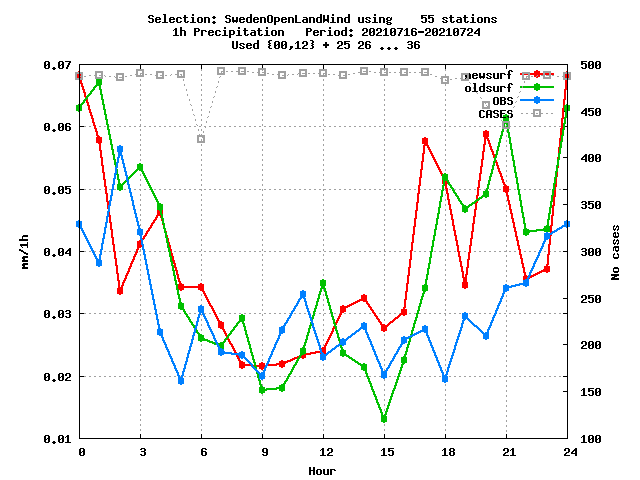 Selection: SwedenOpenLandWind using    55 stations
1h Precipitation   Period: 20210716-20210724
Used {00,12} + 25 26 ... 36
0.07
0.06
0.05
0.04
0.03
0.02
0.01
mm/1h
500
450
400
350
300
250
200
150
100
No cases
newsurf
oldsurf
OBS
CASES
0 3 6 9 12 15 18 21 24
Hour